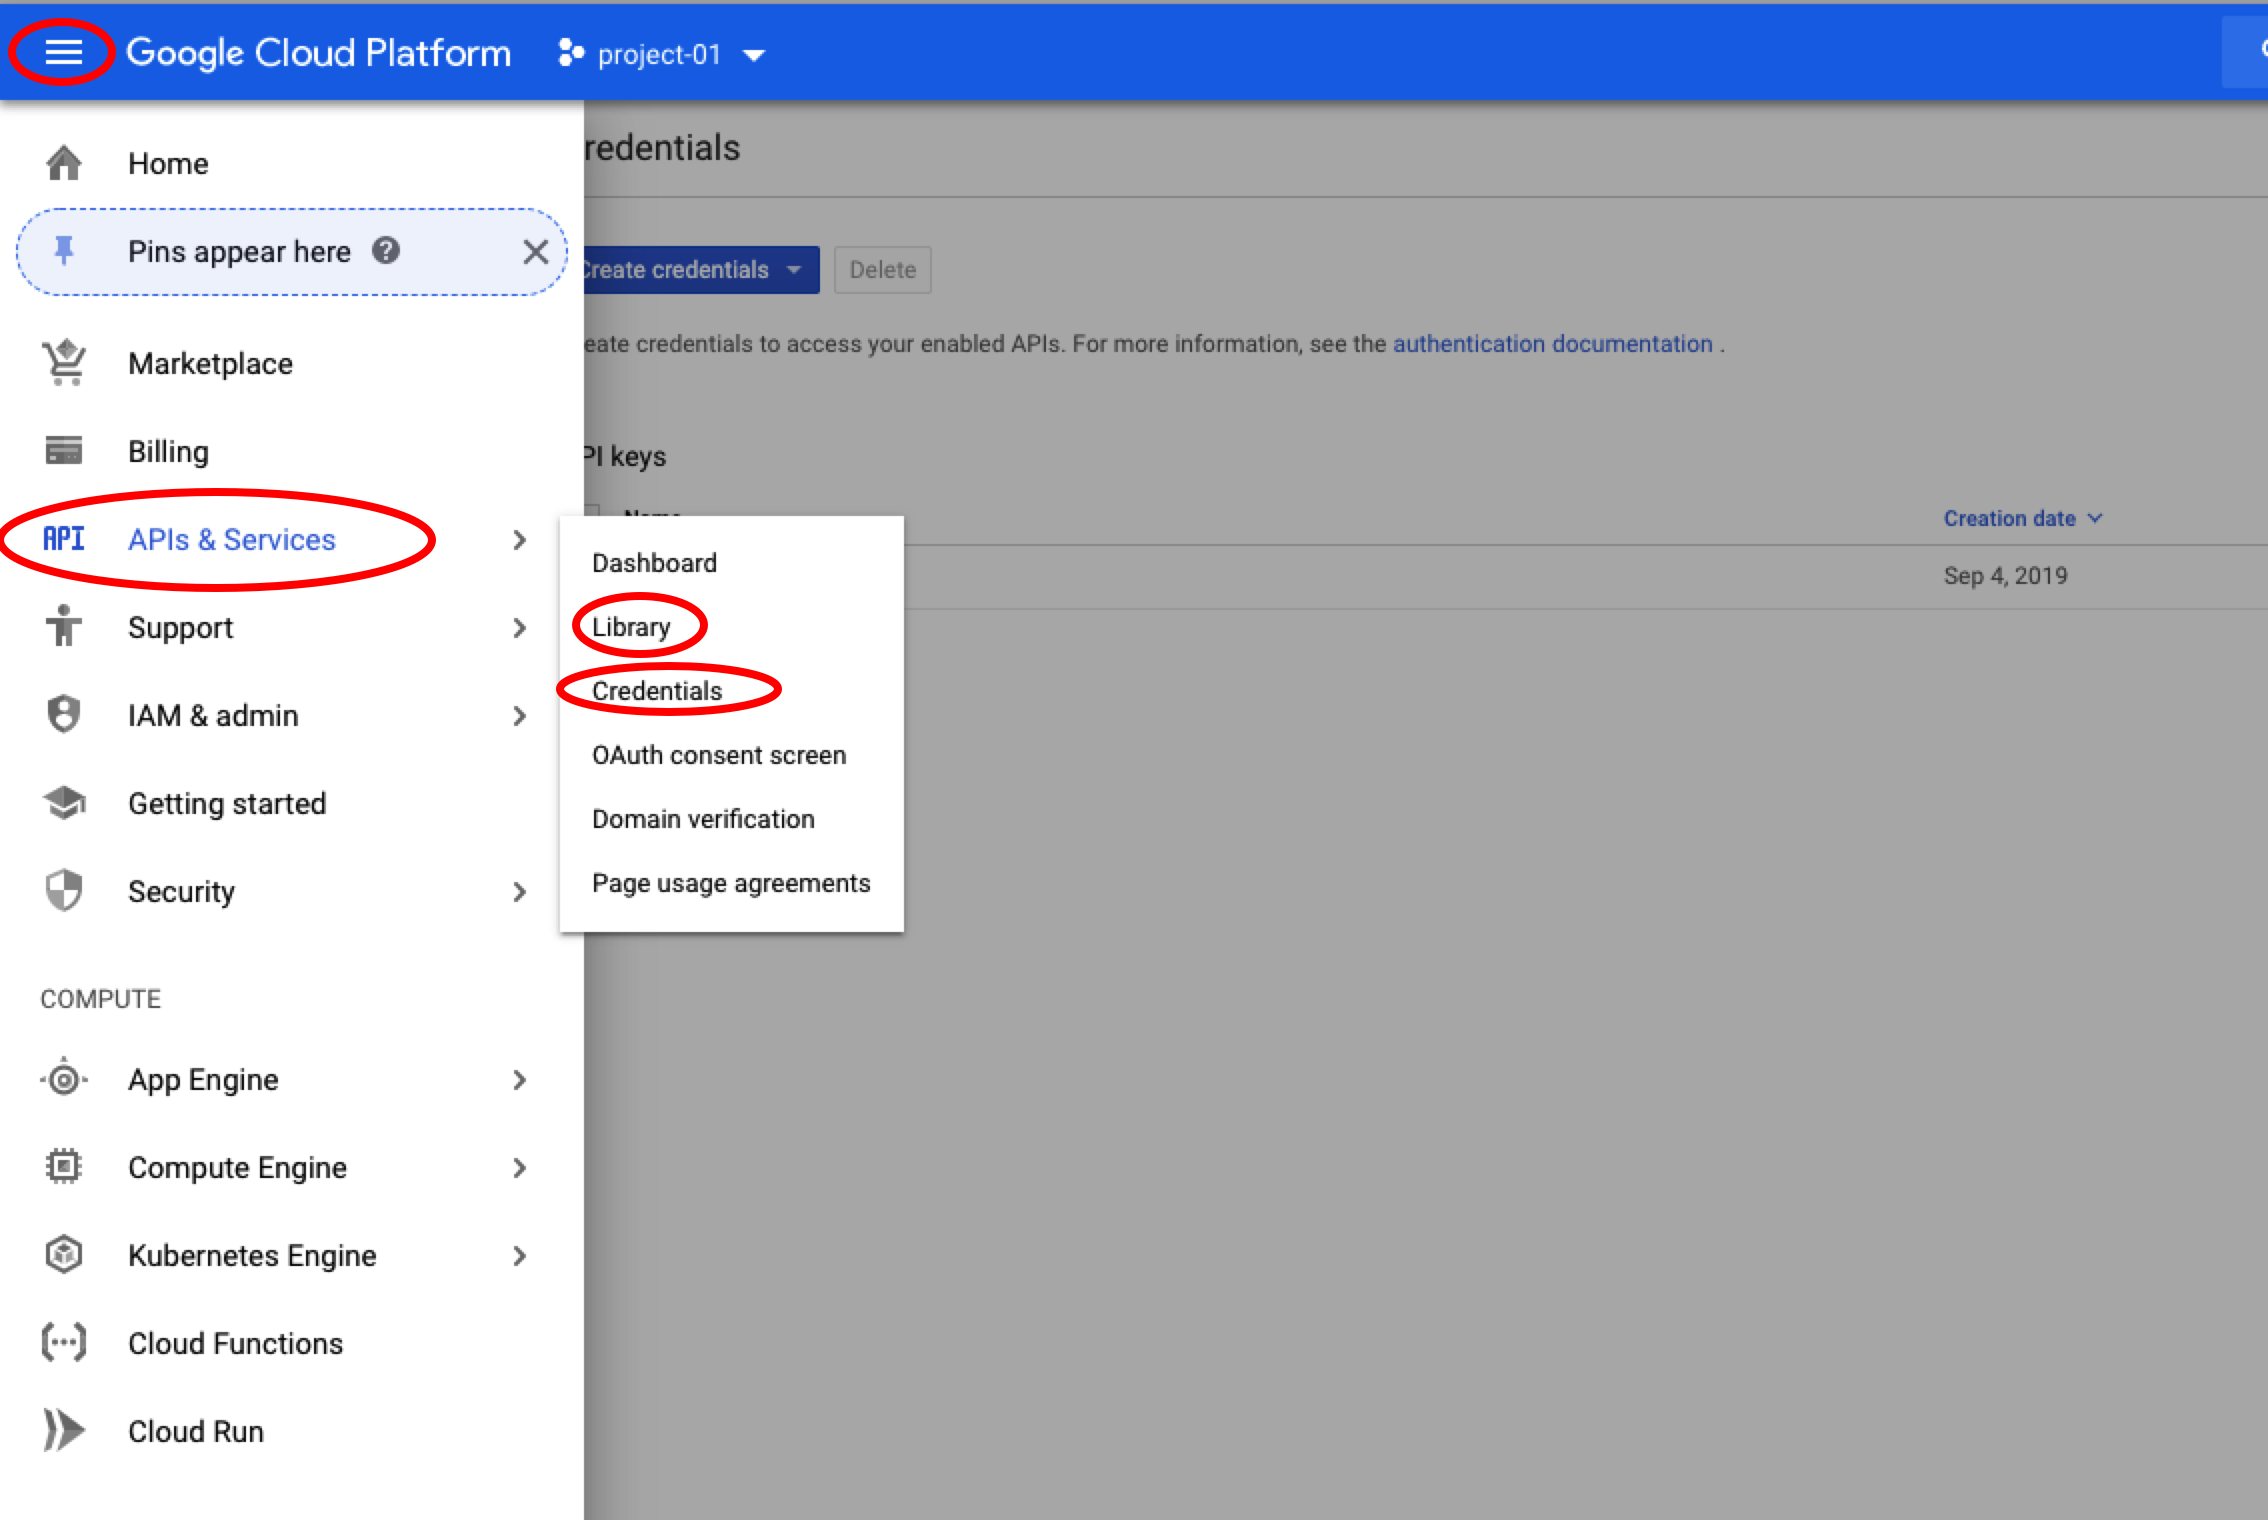 Google Cloud Platform
project-01
Home
Pins appear here
Marketplace
Billing
API APIs & Services
Support
IAM & admin
Getting started
Security
COMPUTE
App Engine
Compute Engine
Kubernetes Engine
Cloud Functions
Cloud Run
Dashboard
Library
Credentials
OAuth consent screen
Domain verification
Page usage agreements
redentials
Create credentials
Delete
eate credentials to access your enabled APIs. For more information, see the authentication documentation .
PI keys
Name
Creation date
Sep 4, 2019